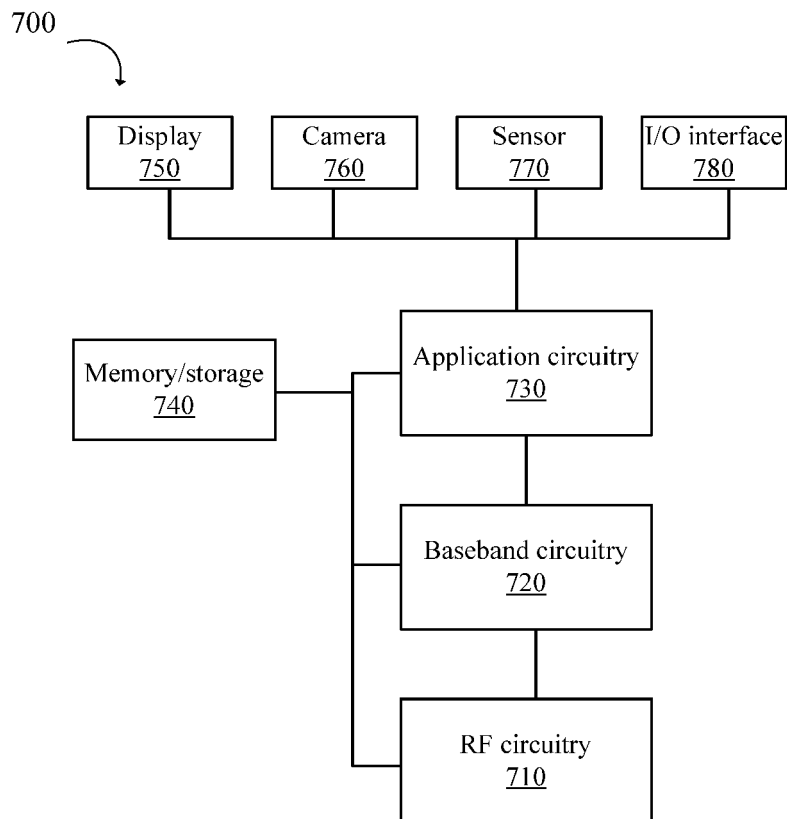 700
Display
750
Camera
760
Sensor
770
I/O interface
780
Application circuitry
730
Memory/storage
740
Baseband circuitry
720
RF circuitry
710